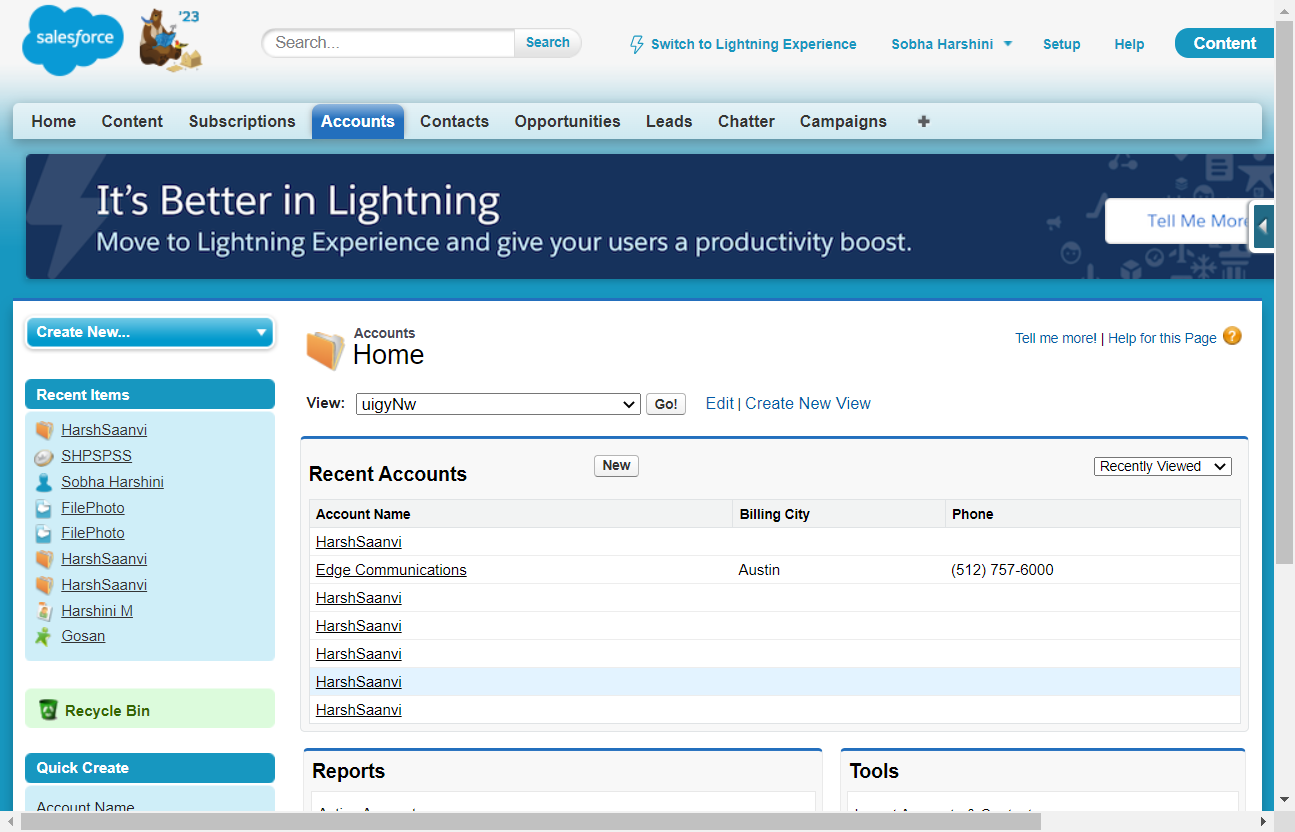 salesforce
'23
Search...
Search
Switch to Lightning Experience
Sobha Harshini
Setup
Help
Content
Home Content Subscriptions Accounts Contacts Opportunities Leads Chatter Campaigns
It's Better in Lightning
Move to Lightning Experience and give your users a productivity boost.
Tell Me More
Create New...
Accounts
Home
Tell me more! | Help for this Page
View: uigyNw Go! Edit | Create New View
Recent Items
HarshSaanvi
SHPSPSS
Sobha Harshini
FilePhoto
FilePhoto
HarshSaanvi
HarshSaanvi
Harshini M
Gosan
Recycle Bin
Quick Create
Account Name
Recent Accounts New Recently Viewed
Account Name Billing City Phone
HarshSaanvi
Edge Communications Austin (512) 757-6000
HarshSaanvi
HarshSaanvi
HarshSaanvi
HarshSaanvi
HarshSaanvi
Reports
Tools